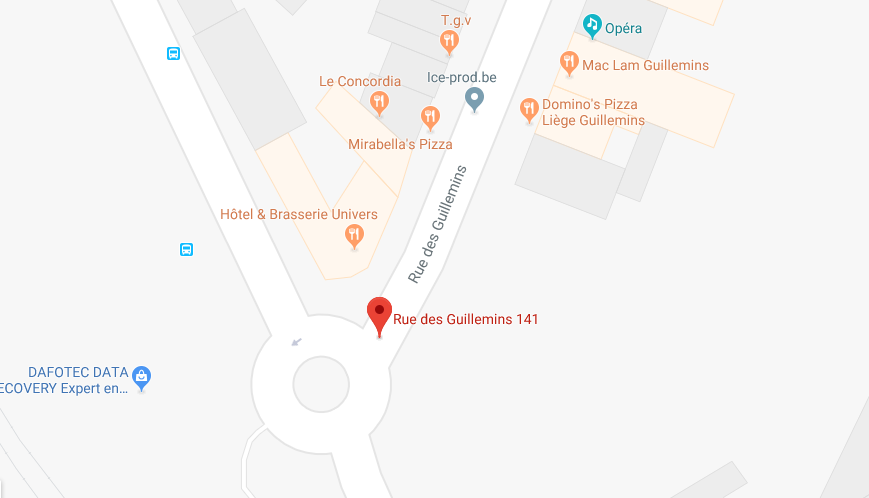 T.g.v
Opéra
Mac Lam Guillemins
Ice-prod.be
Le Concordia
Domino's Pizza
Liège Guillemins
Mirabella's Pizza
Rue des Guillemins
Hôtel & Brasserie Univers
Rue des Guillemins 141
DAFOTEC DATA
ECOVERY Expert en...